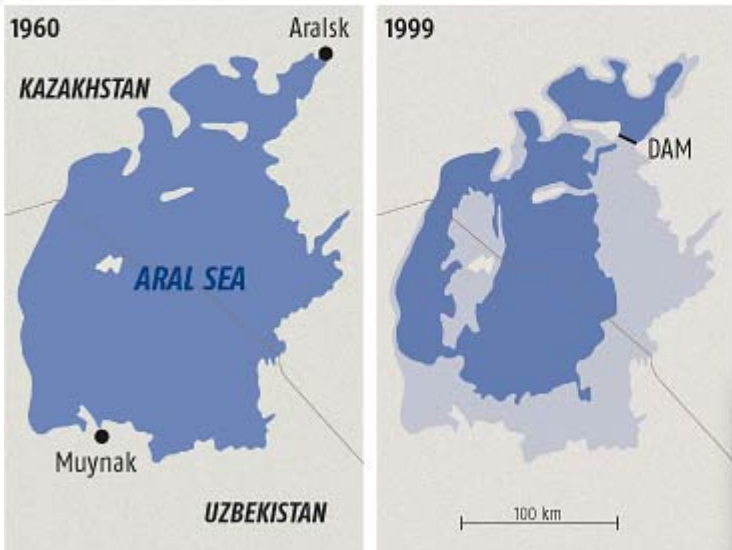 1960
Aralsk
KAZAKHSTAN
ARAL SEA
Muynak
UZBEKISTAN
1999
DAM
100 km